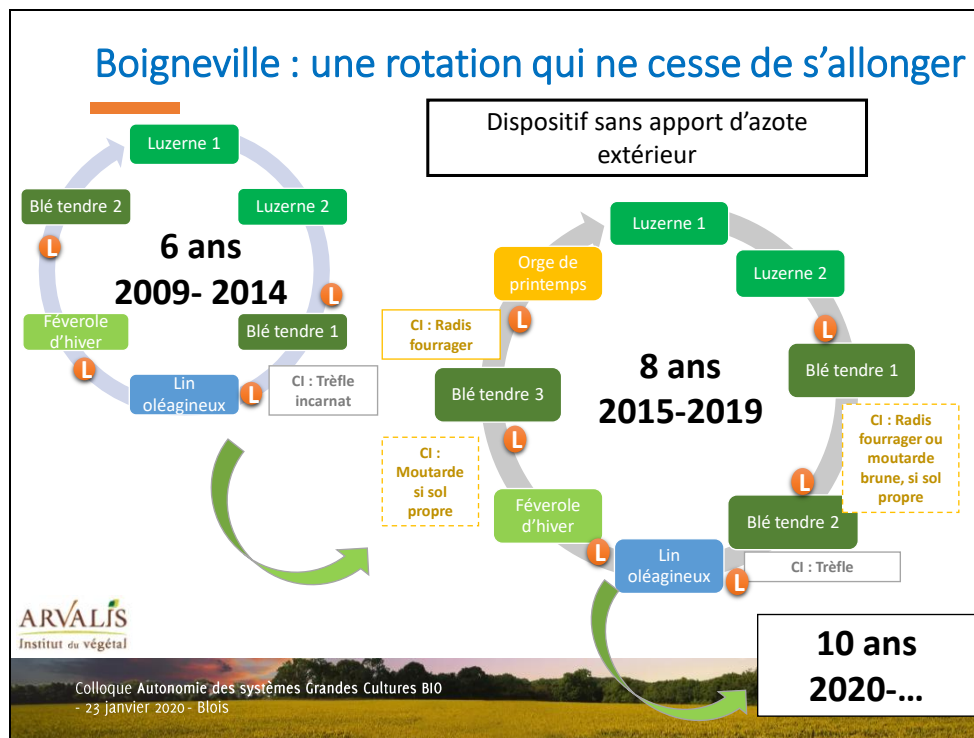 Boigneville : une rotation qui ne cesse de s’allonger
Dispositif sans apport d’azote
extérieur
Luzerne 1
Luzerne 2
L
Blé tendre 1
CI : Trèfle
incarnat
L
Lin
oléagineux
L
Féverole
d’hiver
L
Blé tendre 2
6 ans
2009- 2014
Luzerne 1
Luzerne 2
L
Blé tendre 1
CI : Radis
fourrager ou
moutarde
brune, si sol
propre
L
Blé tendre 2
CI : Trèfle
L
Lin
oléagineux
L
Féverole
d’hiver
CI :
Moutarde
si sol
propre
L
Blé tendre 3
CI : Radis
fourrager
L
Orge de
printemps
8 ans
2015-2019
10 ans
2020-…
ARVALIS
Institut du végétal
Colloque Autonomie des systèmes Grandes Cultures BIO
- 23 janvier 2020 - Blois